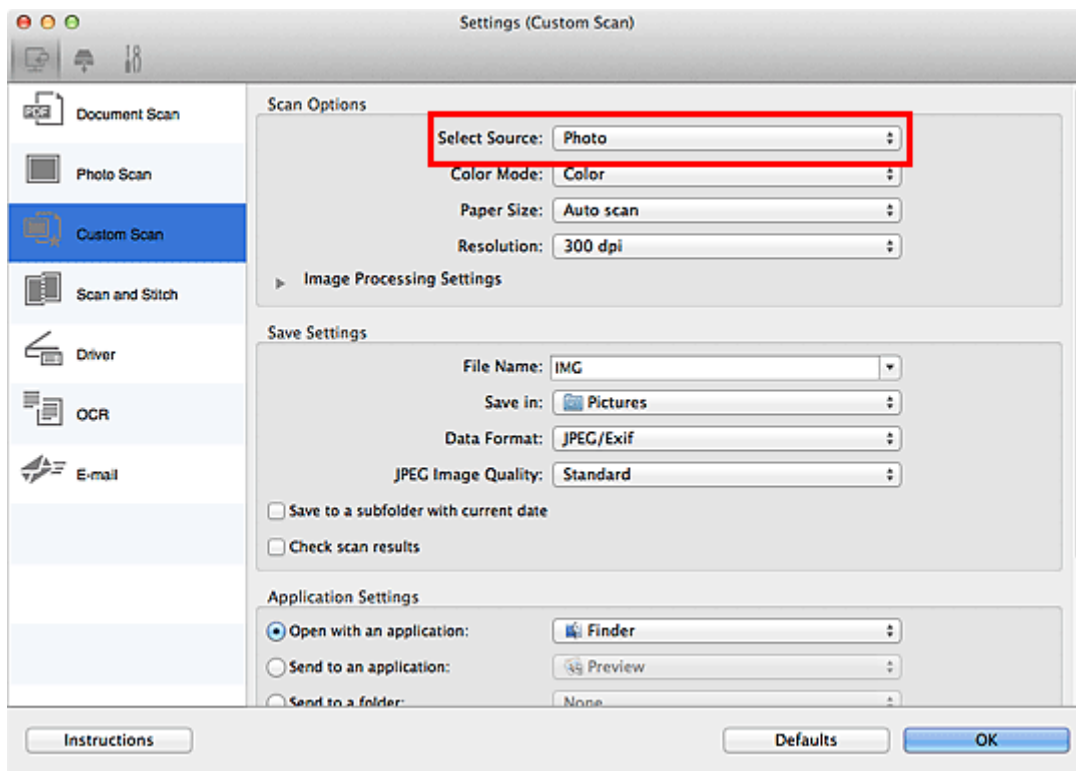 Settings (Custom Scan)
Document Scan
Photo Scan
Custom Scan
Scan and Stitch
Driver
OCR
E-mail
Scan Options
Select Source: Photo
Color Mode: Color
Paper Size: Auto scan
Resolution: 300 dpi
Image Processing Settings
Save Settings
File Name: IMG
Save in: Pictures
Data Format: JPEG/Exif
JPEG Image Quality: Standard
Save to a subfolder with current date
Check scan results
Application Settings
Open with an application: Finder
Send to an application: Preview
Send to a folder: None
Instructions
Defaults
OK